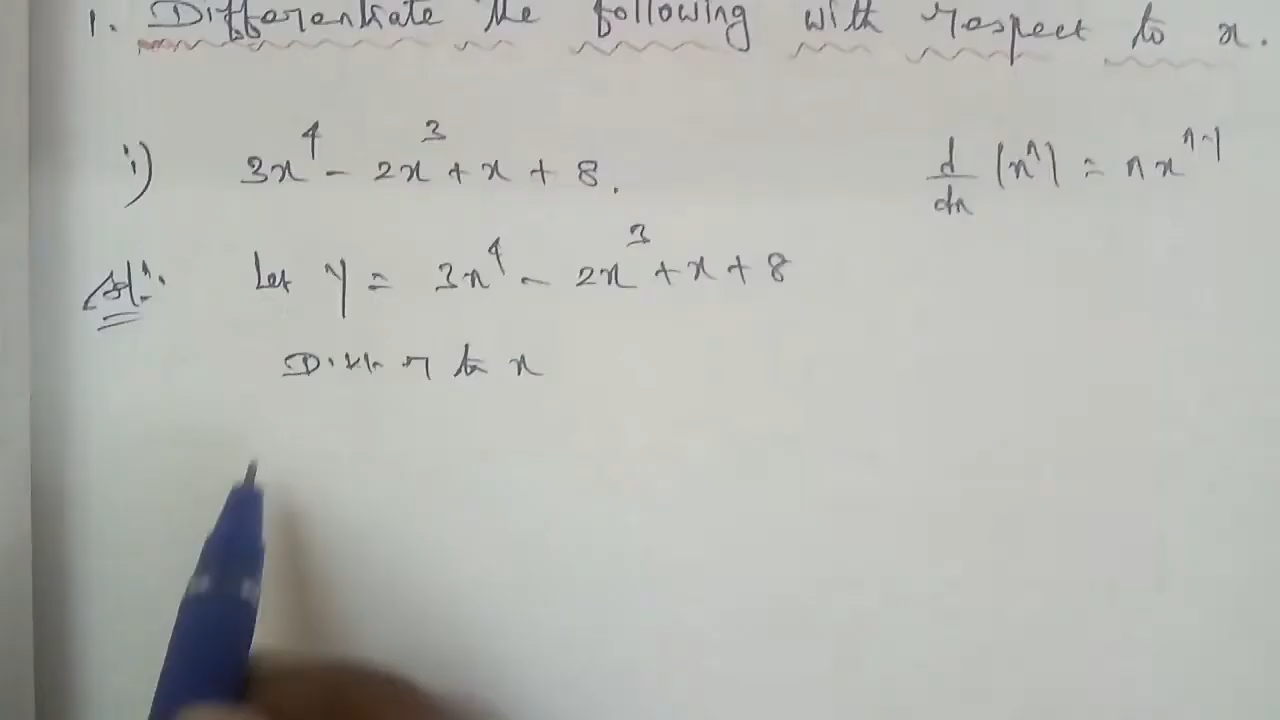 1. Differentiate the following with respect to x.
i) 3x⁴ - 2x³ + x + 8.
d/dx (xⁿ) = nxⁿ⁻¹
Sol: Let y = 3x⁴ - 2x³ + x + 8
to x